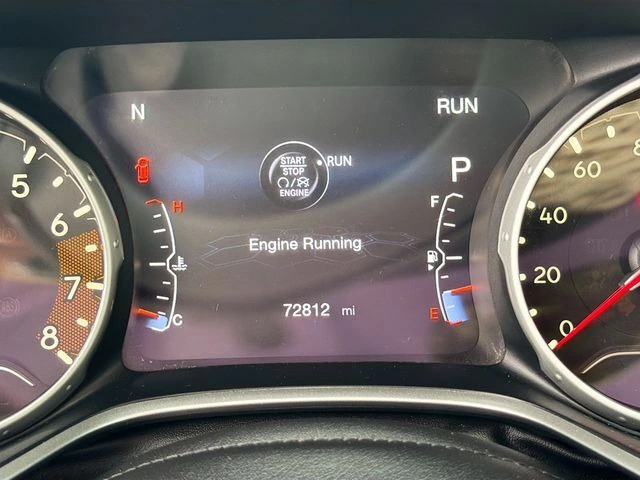 N
RUN
START
STOP
ENGINE
RUN
P
H
F
Engine Running
C
E
72812 mi
5
6
7
8
0
20
40
60